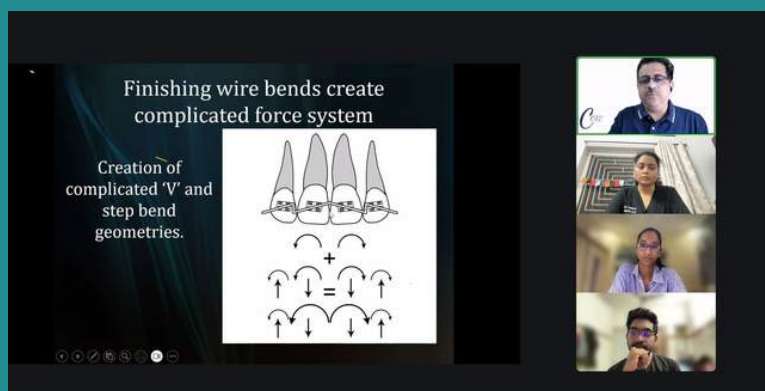 Finishing wire bends create
complicated force system
Creation of
complicated ‘V’ and
step bend
geometries.
+
=